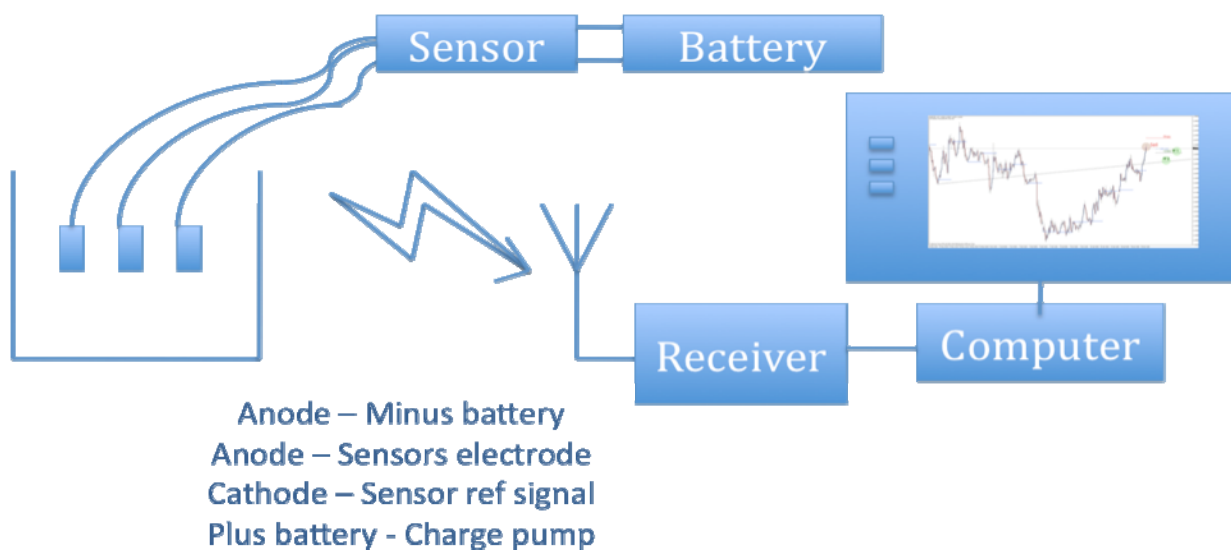 Sensor
Battery
Receiver
Computer
Anode – Minus battery
Anode – Sensors electrode
Cathode – Sensor ref signal
Plus battery - Charge pump